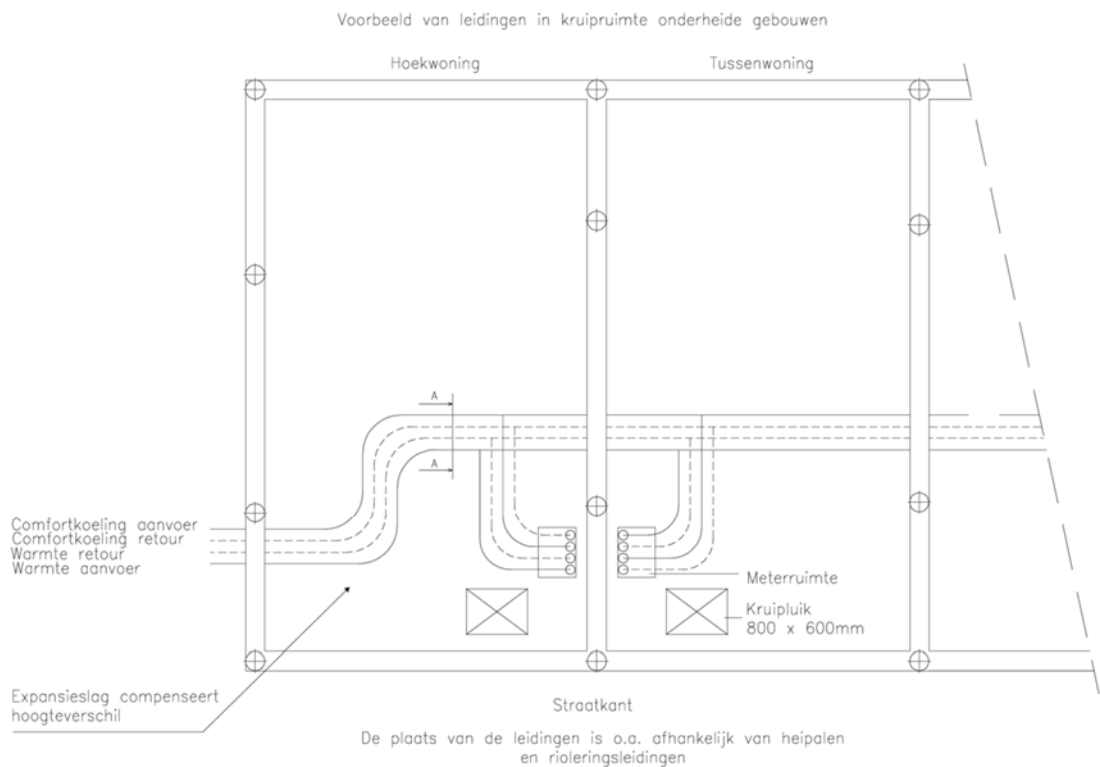 Voorbeeld van leidingen in kruipruimte onderheide gebouwen
Hoekwoning
Tussenwoning
A
A
Comfortkoeling aanvoer
Comfortkoeling retour
Warmte retour
Warmte aanvoer
Meterruimte
Kruipluik
800 x 600mm
Expansieslag compenseert
hoogteverschil
Straatkant
De plaats van de leidingen is o.a. afhankelijk van heipalen
en rioleringsleidingen